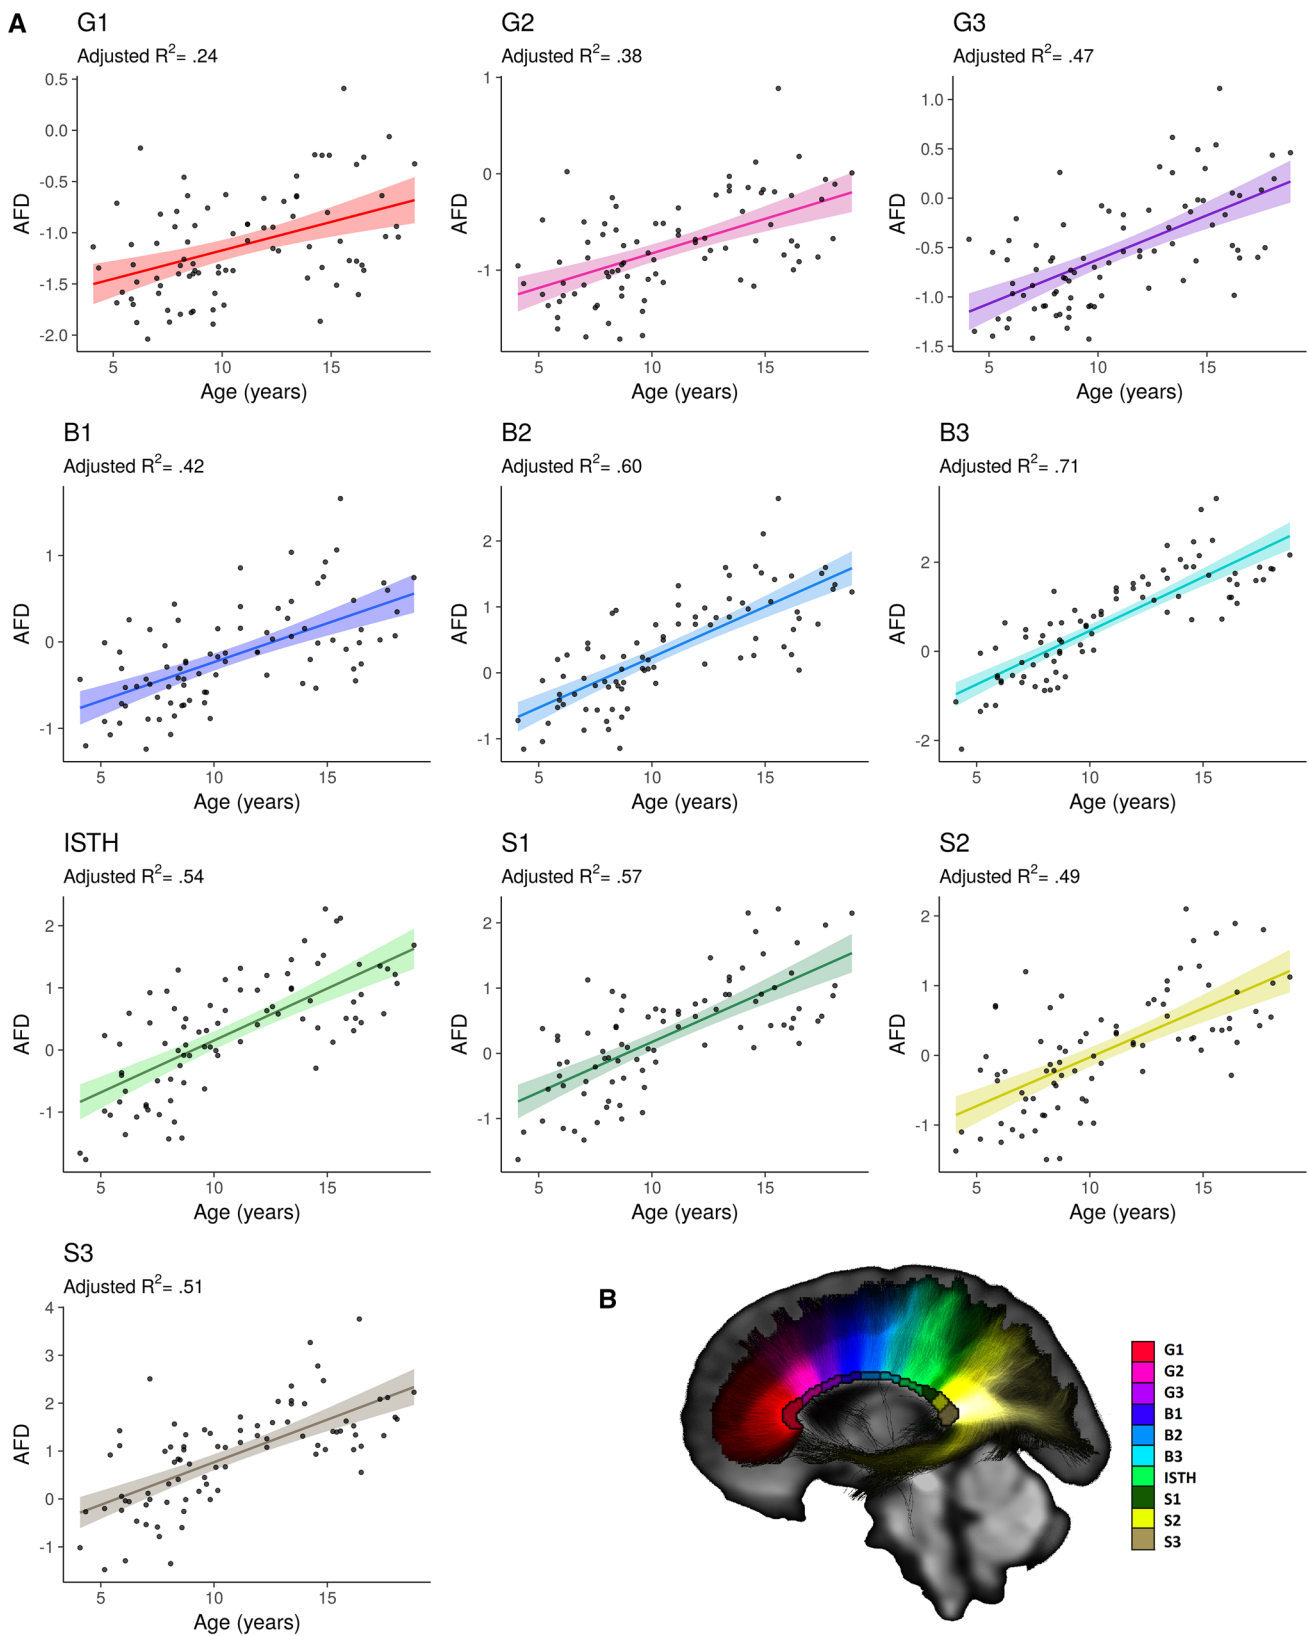 A
G1
Adjusted R²= .24
0.5
0.0
-0.5
-1.0
-1.5
-2.0
AFD
5 10 15
Age (years)
G2
Adjusted R²= .38
1
0
-1
AFD
5 10 15
Age (years)
G3
Adjusted R²= .47
1.0
0.5
0.0
-0.5
-1.0
-1.5
AFD
5 10 15
Age (years)
B1
Adjusted R²= .42
1
0
-1
AFD
5 10 15
Age (years)
B2
Adjusted R²= .60
2
1
0
-1
AFD
5 10 15
Age (years)
B3
Adjusted R²= .71
2
0
-2
AFD
5 10 15
Age (years)
ISTH
Adjusted R²= .54
2
1
0
-1
AFD
5 10 15
Age (years)
S1
Adjusted R²= .57
2
1
0
-1
AFD
5 10 15
Age (years)
S2
Adjusted R²= .49
2
1
0
-1
AFD
5 10 15
Age (years)
S3
Adjusted R²= .51
4
3
2
1
0
-1
AFD
5 10 15
Age (years)
B
G1
G2
G3
B1
B2
B3
ISTH
S1
S2
S3